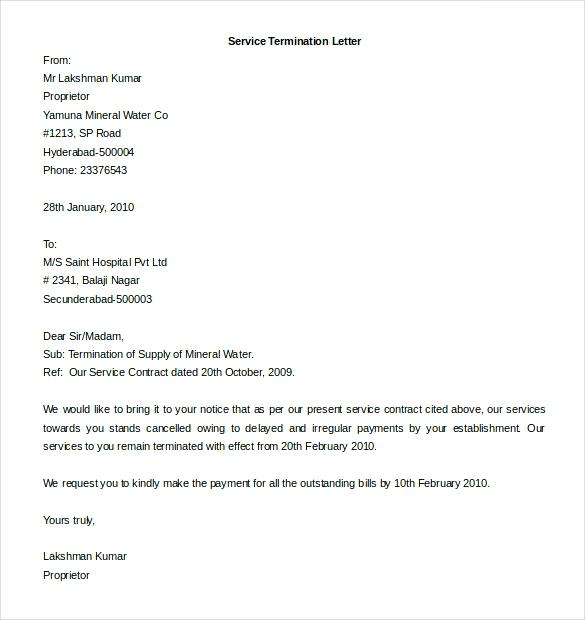 Service Termination Letter
From:
Mr Lakshman Kumar
Proprietor
Yamuna Mineral Water Co
#1213, SP Road
Hyderabad-500004
Phone: 23376543
28th January, 2010
To:
M/S Saint Hospital Pvt Ltd
# 2341, Balaji Nagar
Secunderabad-500003
Dear Sir/Madam,
Sub: Termination of Supply of Mineral Water.
Ref: Our Service Contract dated 20th October, 2009.
We would like to bring it to your notice that as per our present service contract cited above, our services
towards you stands cancelled owing to delayed and irregular payments by your establishment. Our
services to you remain terminated with effect from 20th February 2010.
We request you to kindly make the payment for all the outstanding bills by 10th February 2010.
Yours truly,
Lakshman Kumar
Proprietor